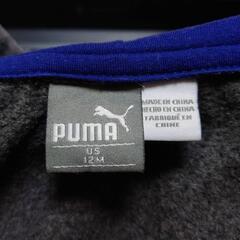 PUMA
US
12M
MADE IN CHINA
HECHO EN CHINA
FABRIQUÉ EN
CHINE